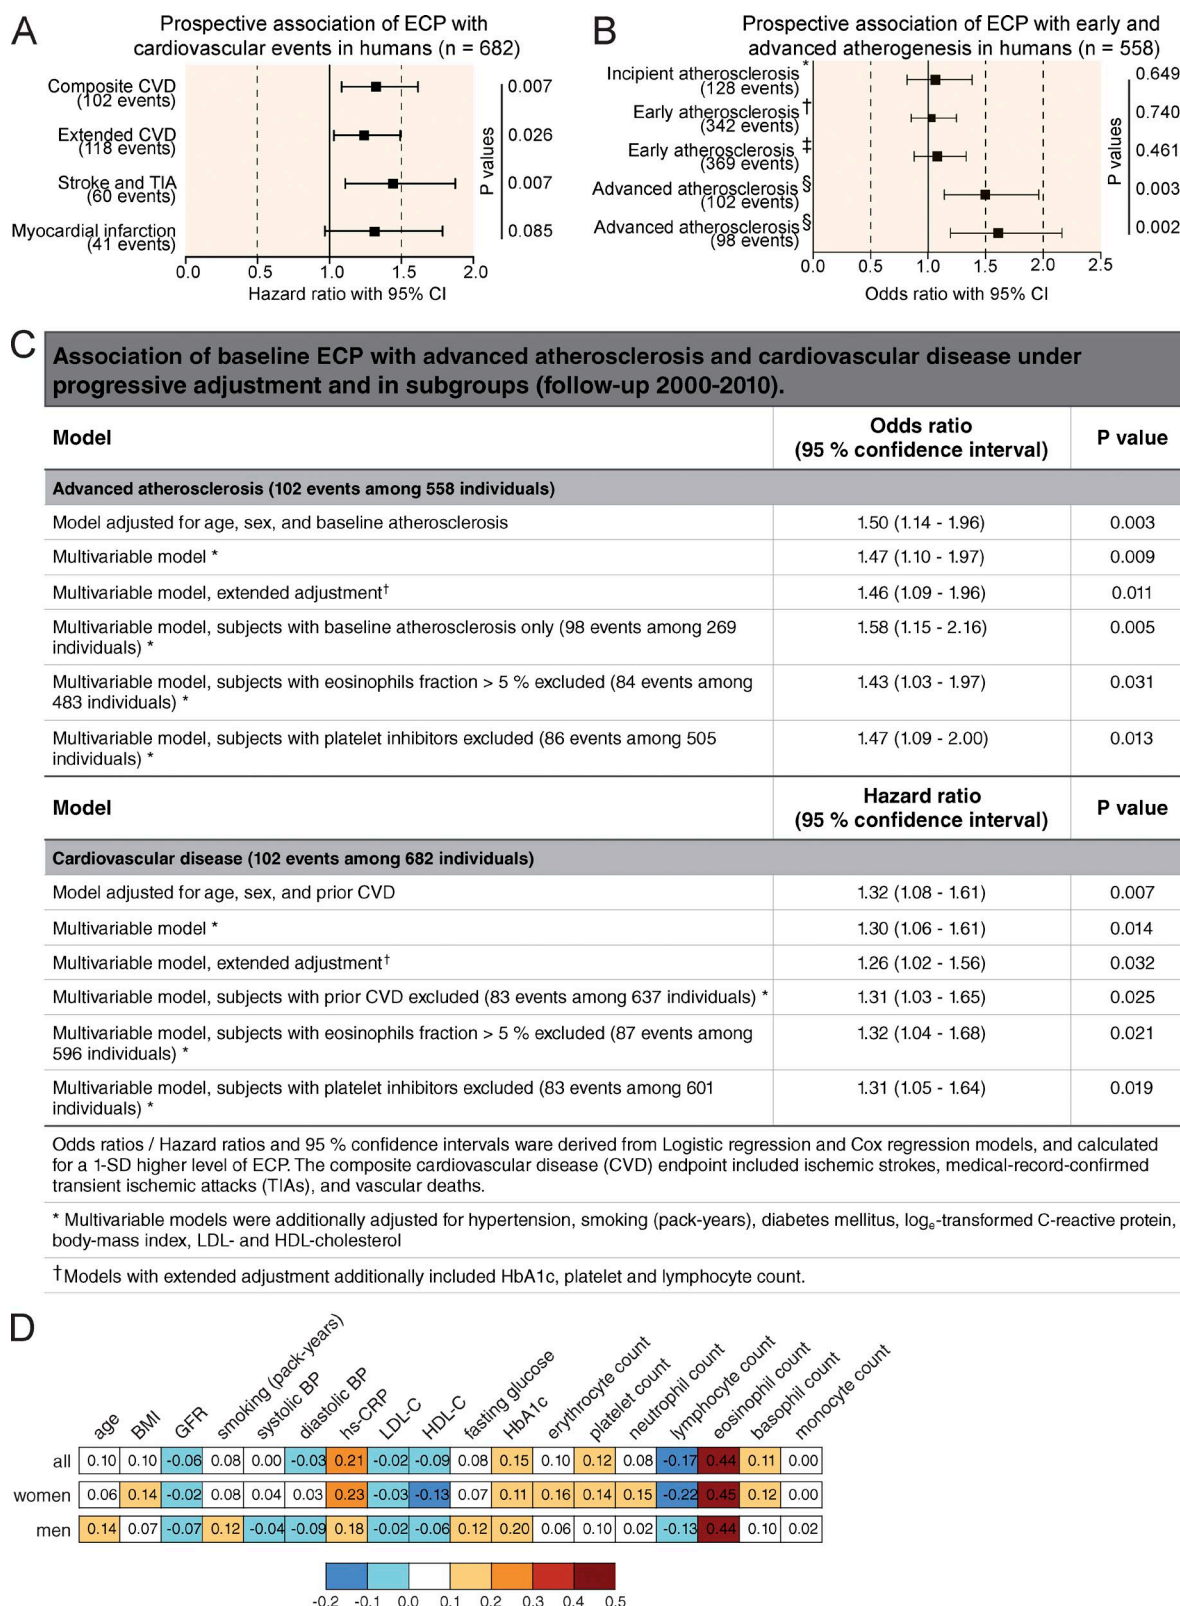 A
Prospective association of ECP with
cardiovascular events in humans (n = 682)
Composite CVD
(102 events)
0.007
Extended CVD
(118 events)
0.026
Stroke and TIA
(60 events)
0.007
Myocardial infarction
(41 events)
0.085
P values
0.0 0.5 1.0 1.5 2.0
Hazard ratio with 95% CI
B
Prospective association of ECP with early and
advanced atherogenesis in humans (n = 558)
Incipient atherosclerosis *
(128 events)
0.649
Early atherosclerosis †
(342 events)
0.740
Early atherosclerosis ‡
(369 events)
0.461
Advanced atherosclerosis §
(102 events)
0.003
Advanced atherosclerosis §
(98 events)
0.002
P values
0.0 0.5 1.0 1.5 2.0 2.5
Odds ratio with 95% CI
C
Association of baseline ECP with advanced atherosclerosis and cardiovascular disease under
progressive adjustment and in subgroups (follow-up 2000-2010).
Model Odds ratio (95 % confidence interval) P value
Advanced atherosclerosis (102 events among 558 individuals)
Model adjusted for age, sex, and baseline atherosclerosis 1.50 (1.14 - 1.96) 0.003
Multivariable model * 1.47 (1.10 - 1.97) 0.009
Multivariable model, extended adjustment† 1.46 (1.09 - 1.96) 0.011
Multivariable model, subjects with baseline atherosclerosis only (98 events among 269 1.58 (1.15 - 2.16) 0.005
individuals) *
Multivariable model, subjects with eosinophils fraction > 5 % excluded (84 events among 1.43 (1.03 - 1.97) 0.031
483 individuals) *
Multivariable model, subjects with platelet inhibitors excluded (86 events among 505 1.47 (1.09 - 2.00) 0.013
individuals) *
Model Hazard ratio (95 % confidence interval) P value
Cardiovascular disease (102 events among 682 individuals)
Model adjusted for age, sex, and prior CVD 1.32 (1.08 - 1.61) 0.007
Multivariable model * 1.30 (1.06 - 1.61) 0.014
Multivariable model, extended adjustment† 1.26 (1.02 - 1.56) 0.032
Multivariable model, subjects with prior CVD excluded (83 events among 637 individuals) * 1.31 (1.03 - 1.65) 0.025
Multivariable model, subjects with eosinophils fraction > 5 % excluded (87 events among 1.32 (1.04 - 1.68) 0.021
596 individuals) *
Multivariable model, subjects with platelet inhibitors excluded (83 events among 601 1.31 (1.05 - 1.64) 0.019
individuals) *
Odds ratios / Hazard ratios and 95 % confidence intervals ware derived from Logistic regression and Cox regression models, and calculated
for a 1-SD higher level of ECP. The composite cardiovascular disease (CVD) endpoint included ischemic strokes, medical-record-confirmed
transient ischemic attacks (TIAs), and vascular deaths.
* Multivariable models were additionally adjusted for hypertension, smoking (pack-years), diabetes mellitus, logₑ-transformed C-reactive protein,
body-mass index, LDL- and HDL-cholesterol
†Models with extended adjustment additionally included HbA1c, platelet and lymphocyte count.
D
age BMI GFR smoking (pack-years) systolic BP diastolic BP hs-CRP LDL-C HDL-C fasting glucose HbA1c erythrocyte count platelet count neutrophil count lymphocyte count eosinophil count basophil count monocyte count
all 0.10 0.10 -0.06 0.08 0.00 -0.03 0.21 -0.02 -0.09 0.08 0.15 0.10 0.12 0.08 -0.17 0.44 0.11 0.00
women 0.06 0.14 -0.02 0.08 0.04 0.03 0.23 -0.03 -0.13 0.07 0.11 0.16 0.14 0.15 -0.22 0.45 0.12 0.00
men 0.14 0.07 -0.07 0.12 -0.04 -0.09 0.18 -0.02 -0.06 0.12 0.20 0.06 0.10 0.02 -0.13 0.44 0.10 0.02
-0.2 -0.1 0.0 0.1 0.2 0.3 0.4 0.5